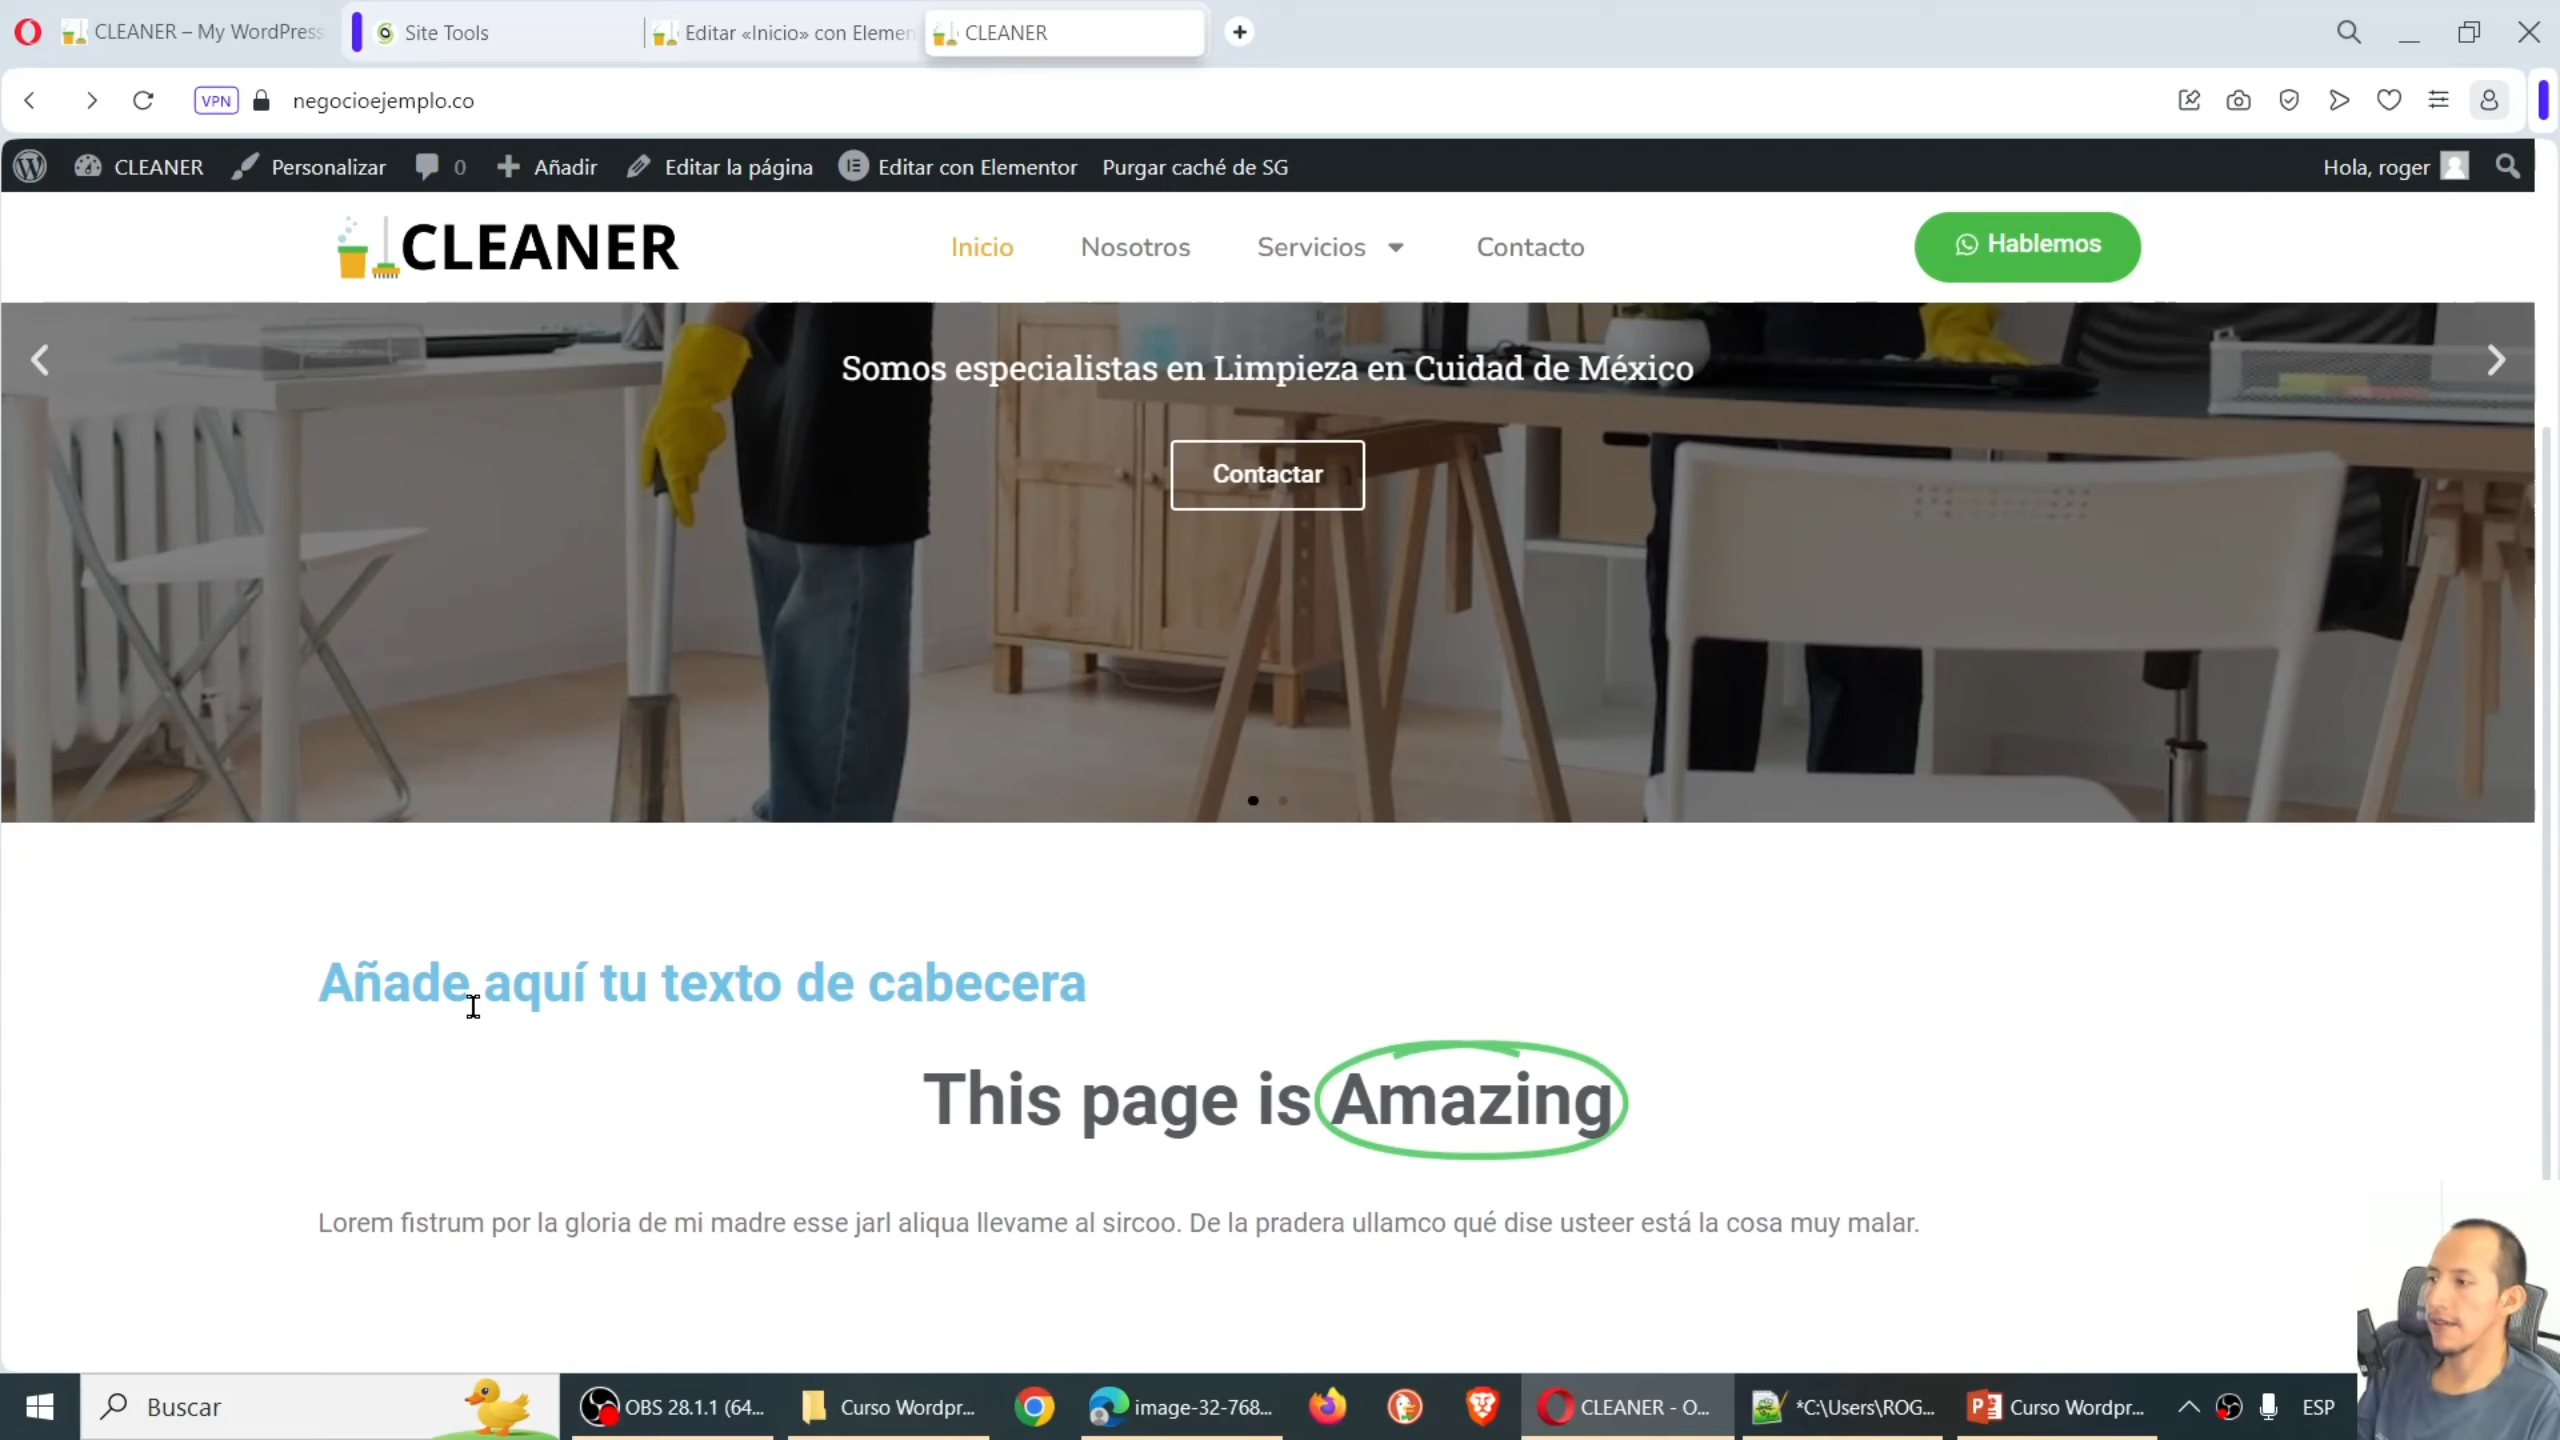 CLEANER – My WordPress
Site Tools
Editar «Inicio» con Elemen
CLEANER
VPN
negocioejemplo.co
CLEANER
Personalizar
0
Añadir
Editar la página
Editar con Elementor
Purgar caché de SG
Hola, roger
CLEANER
Inicio
Nosotros
Servicios
Contacto
Hablemos
Somos especialistas en Limpieza en Cuidad de México
Contactar
Añade aquí tu texto de cabecera
This page is Amazing
Lorem fistrum por la gloria de mi madre esse jarl aliqua llevame al sircoo. De la pradera ullamco qué dise usteer está la cosa muy malar.
Buscar
OBS 28.1.1 (64...
Curso Wordpr...
image-32-768...
CLEANER - O...
*C:\Users\ROG...
Curso Wordpr...
ESP